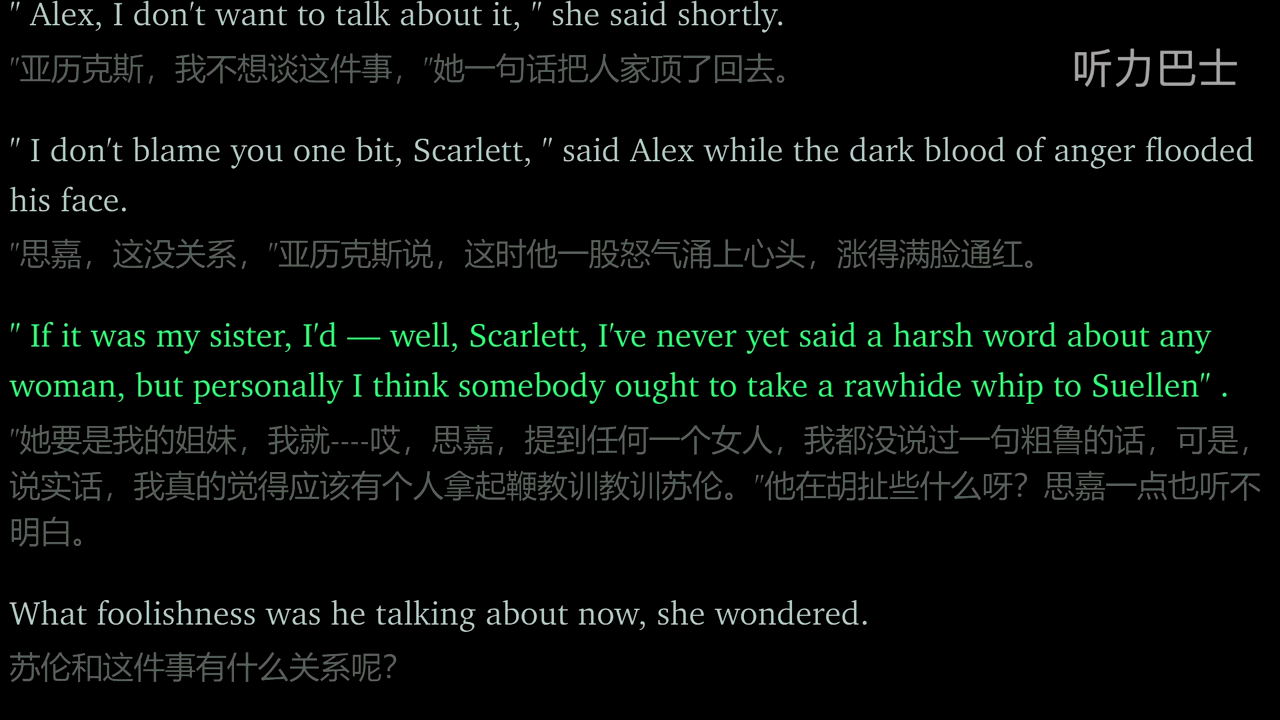 " Alex, I don't want to talk about it, " she said shortly.
"亚历克斯，我不想谈这件事，"她一句话把人家顶了回去。
听力巴士
" I don't blame you one bit, Scarlett, " said Alex while the dark blood of anger flooded
his face.
"思嘉，这没关系，"亚历克斯说，这时他一股怒气涌上心头，涨得满脸通红。
" If it was my sister, I'd — well, Scarlett, I've never yet said a harsh word about any
woman, but personally I think somebody ought to take a rawhide whip to Suellen" .
"她要是我的姐妹，我就----哎，思嘉，提到任何一个女人，我都没说过一句粗鲁的话，可是，
说实话，我真的觉得应该有个人拿起鞭教训教训苏伦。"他在胡扯些什么呀？思嘉一点也听不
明白。
What foolishness was he talking about now, she wondered.
苏伦和这件事有什么关系呢？